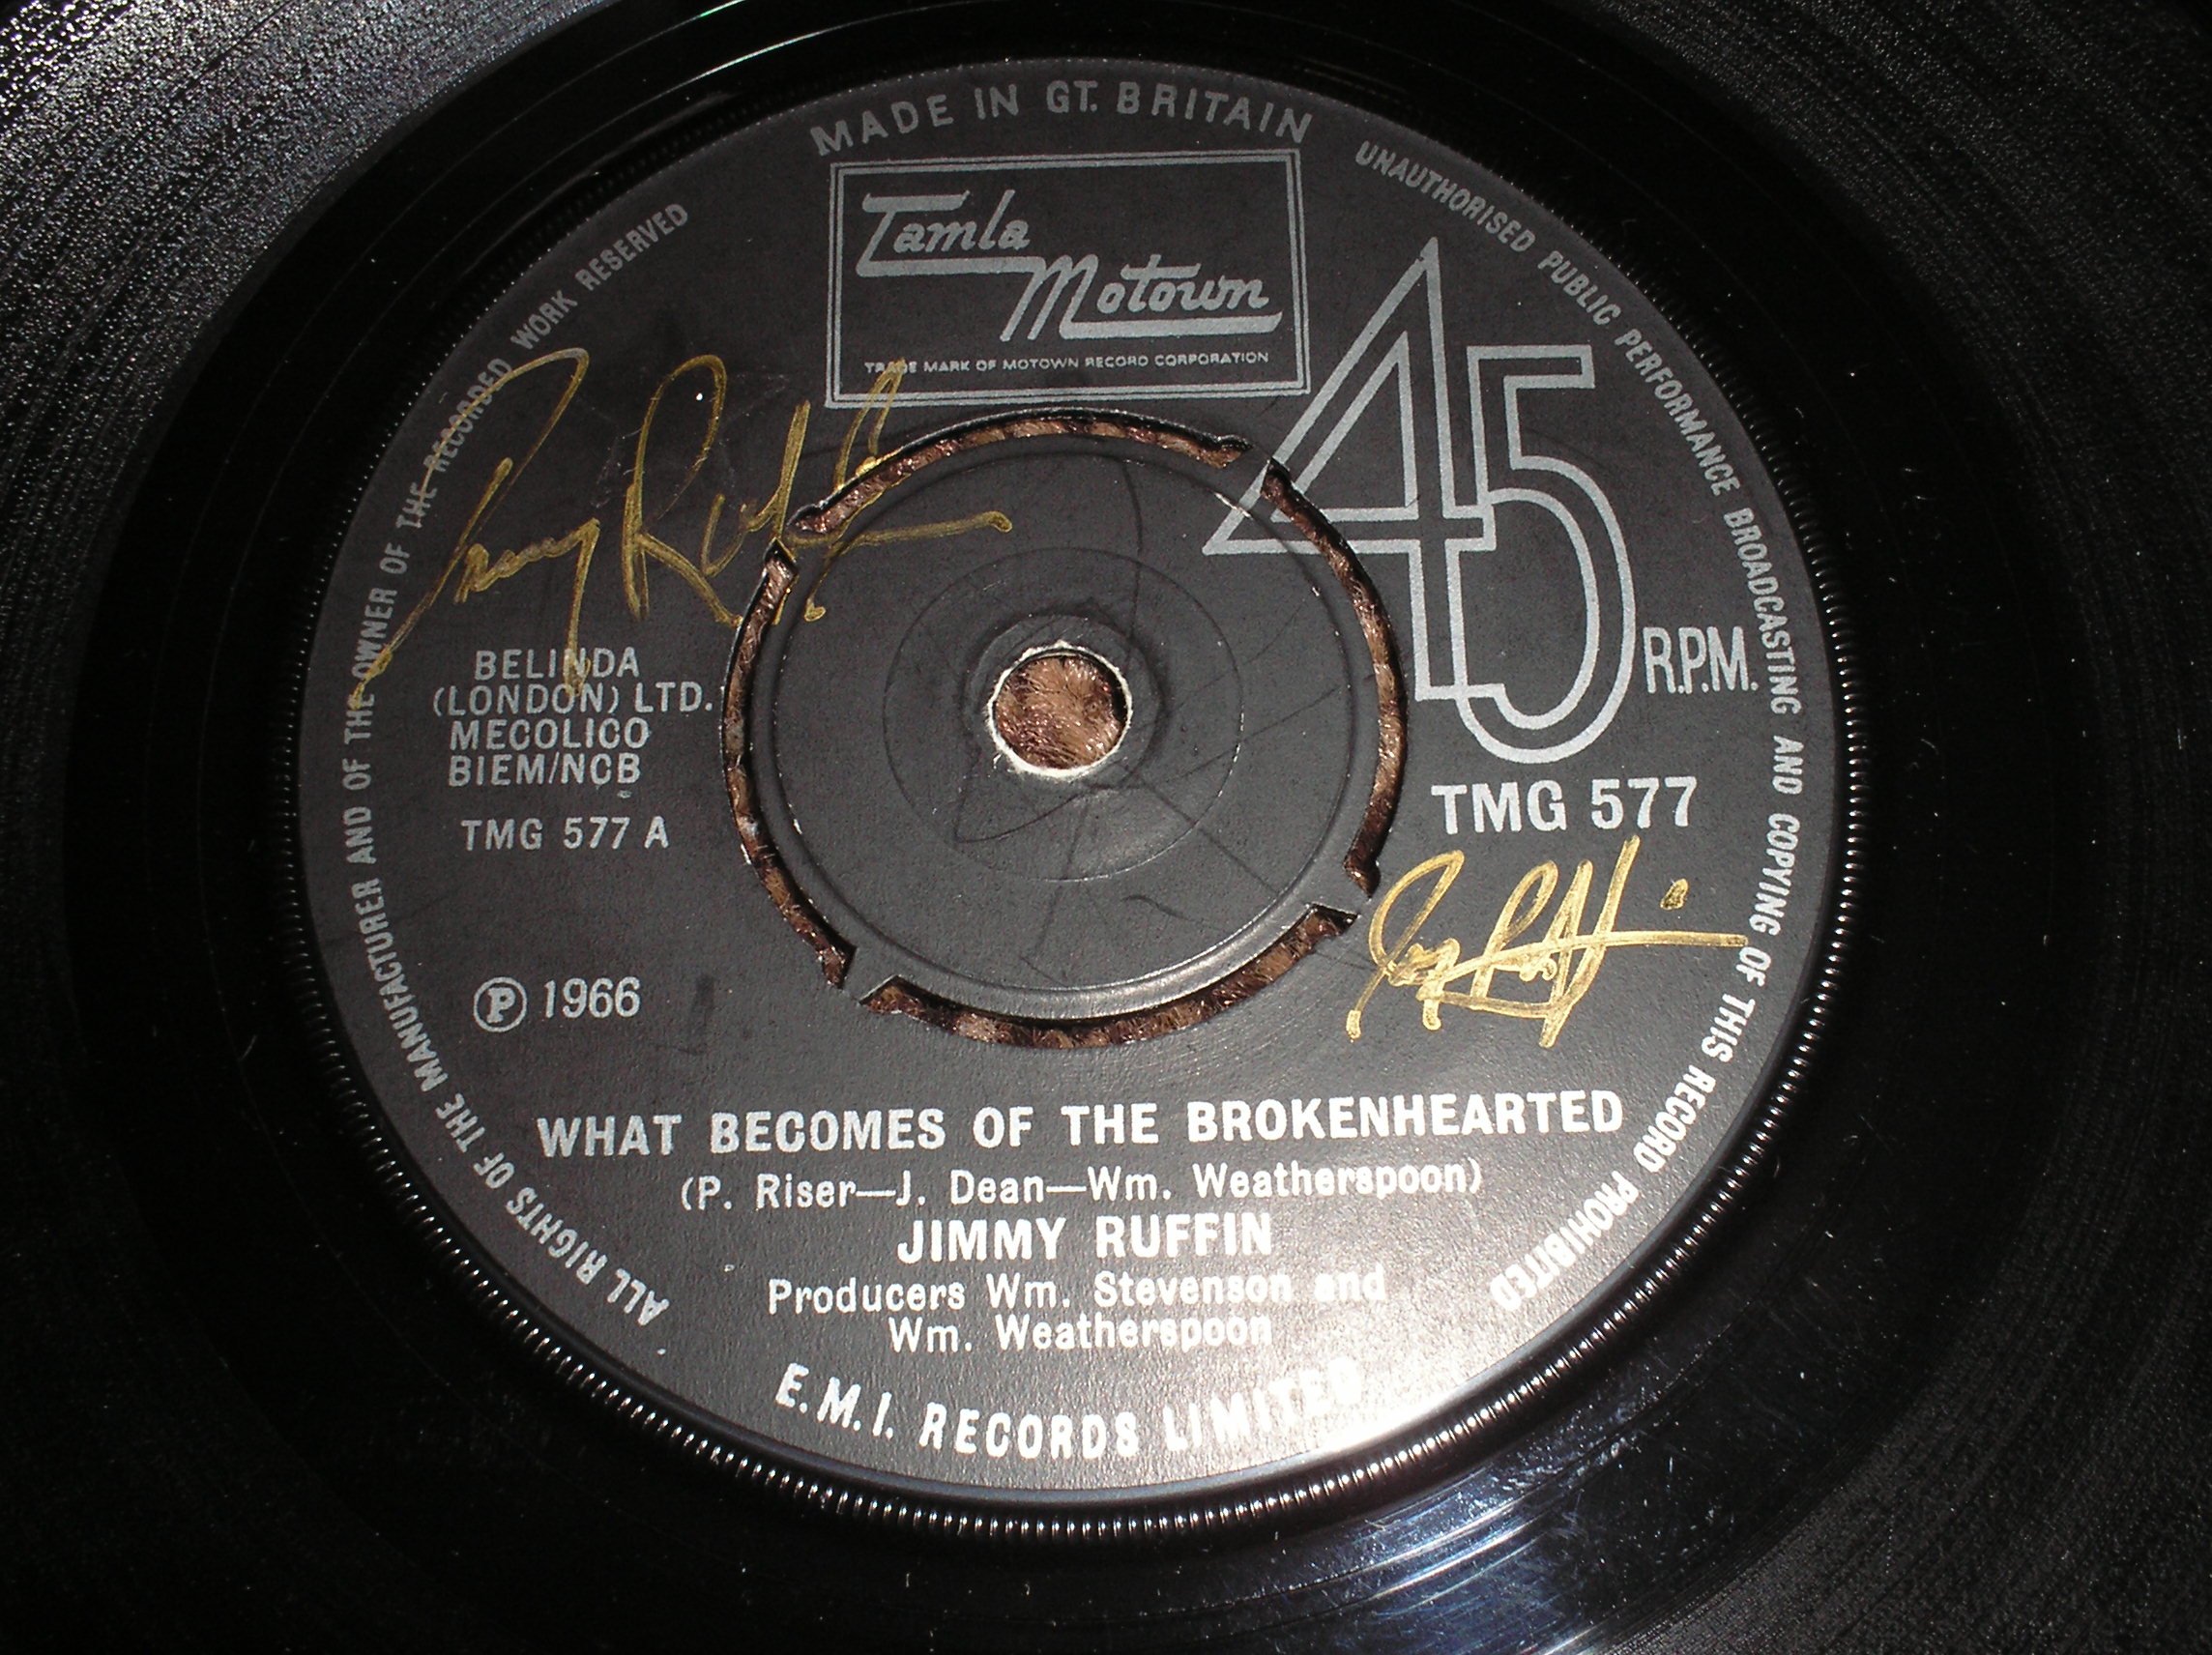 MADE IN GT. BRITAIN
UNAUTHORISED PUBLIC PERFORMANCE BROADCASTING AND COPYING OF THIS RECORD PROHIBITED
ALL RIGHTS OF THE MANUFACTURER AND OF THE OWNER OF THE RECORDED WORK RESERVED
Tamla
Motown
TRADE MARK OF MOTOWN RECORD CORPORATION
45
R.P.M.
BELINDA
(LONDON) LTD.
MECOLICO
BIEM/NCB
TMG 577 A
TMG 577
Ⓟ 1966
WHAT BECOMES OF THE BROKENHEARTED
(P. Riser—J. Dean—Wm. Weatherspoon)
JIMMY RUFFIN
Producers Wm. Stevenson and
Wm. Weatherspoon
E.M.I. RECORDS LIMITED